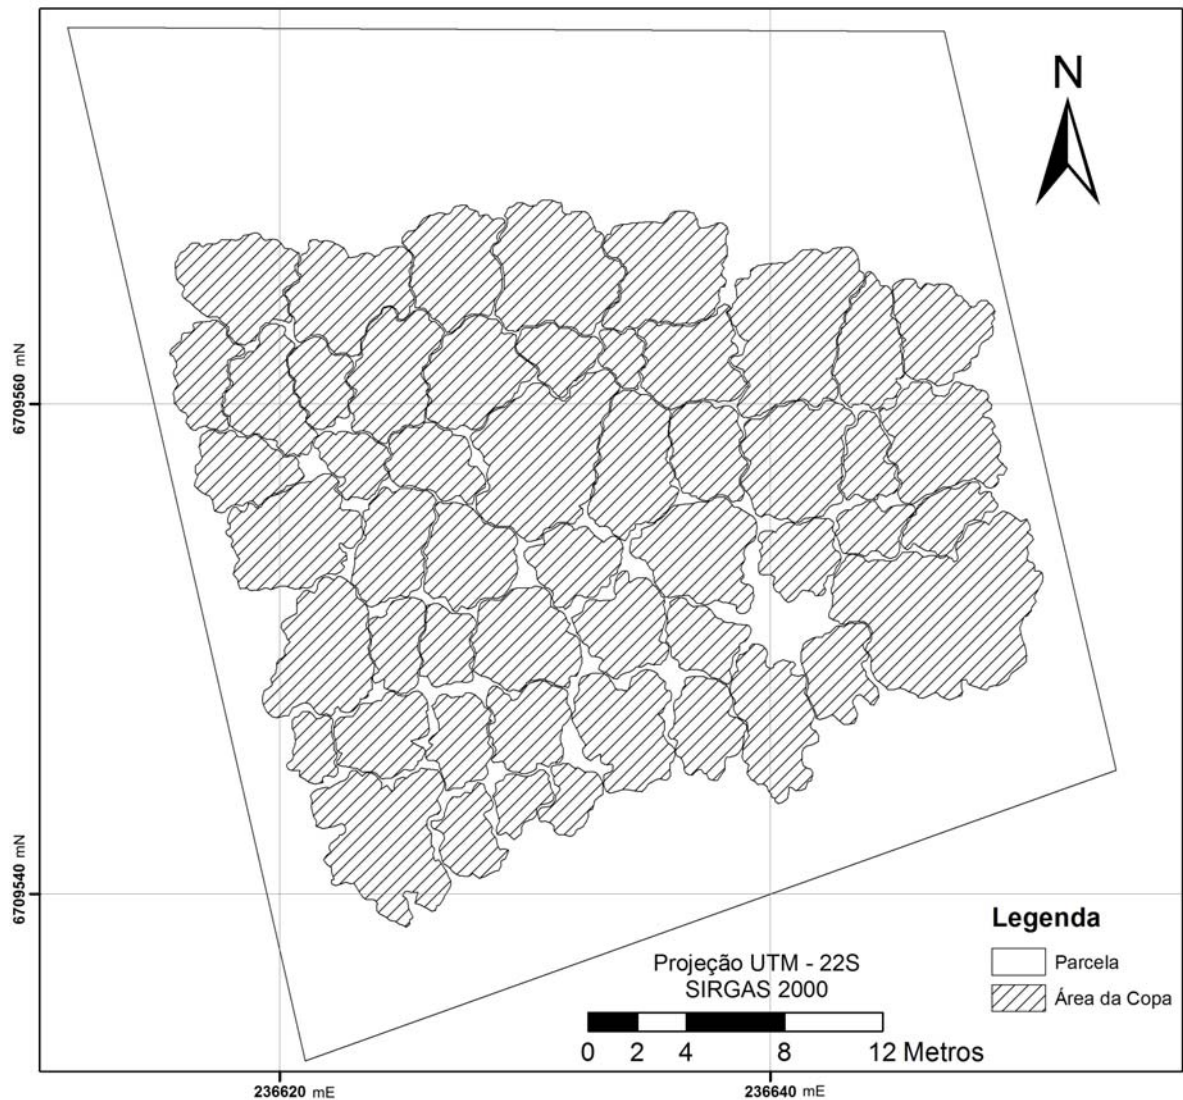 N
6709560 mN
6709540 mN
Legenda
Parcela
Área da Copa
Projeção UTM - 22S
SIRGAS 2000
0 2 4 8 12 Metros
236620 mE
236640 mE